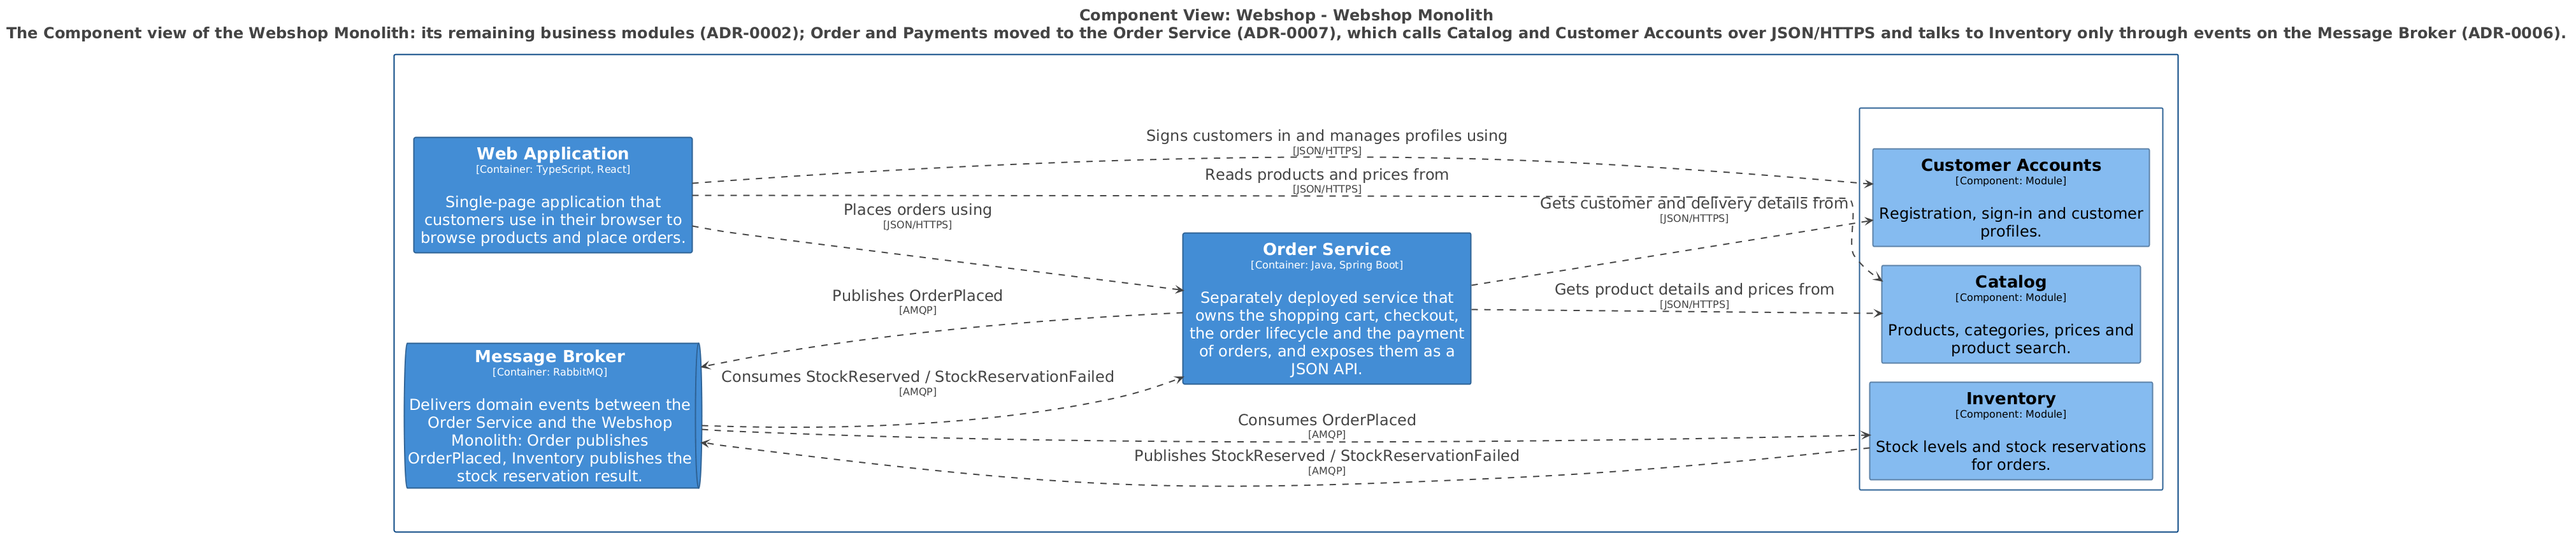 Component View: Webshop - Webshop Monolith
The Component view of the Webshop Monolith: its remaining business modules (ADR-0002); Order and Payments moved to the Order Service (ADR-0007), which calls Catalog and Customer Accounts over JSON/HTTPS and talks to Inventory only through events on the Message Broker (ADR-0006).
Web Application
[Container: TypeScript, React]
Single-page application that
customers use in their browser to
browse products and place orders.
Signs customers in and manages profiles using
[JSON/HTTPS]
Reads products and prices from
[JSON/HTTPS]
Places orders using
[JSON/HTTPS]
Gets customer and delivery details from
[JSON/HTTPS]
Customer Accounts
[Component: Module]
Registration, sign-in and customer
profiles.
Order Service
[Container: Java, Spring Boot]
Separately deployed service that
owns the shopping cart, checkout,
the order lifecycle and the payment
of orders, and exposes them as a
JSON API.
Gets product details and prices from
[JSON/HTTPS]
Catalog
[Component: Module]
Products, categories, prices and
product search.
Publishes OrderPlaced
[AMQP]
Message Broker
[Container: RabbitMQ]
Delivers domain events between the
Order Service and the Webshop
Monolith: Order publishes
OrderPlaced, Inventory publishes the
stock reservation result.
Consumes StockReserved / StockReservationFailed
[AMQP]
Consumes OrderPlaced
[AMQP]
Publishes StockReserved / StockReservationFailed
[AMQP]
Inventory
[Component: Module]
Stock levels and stock reservations
for orders.